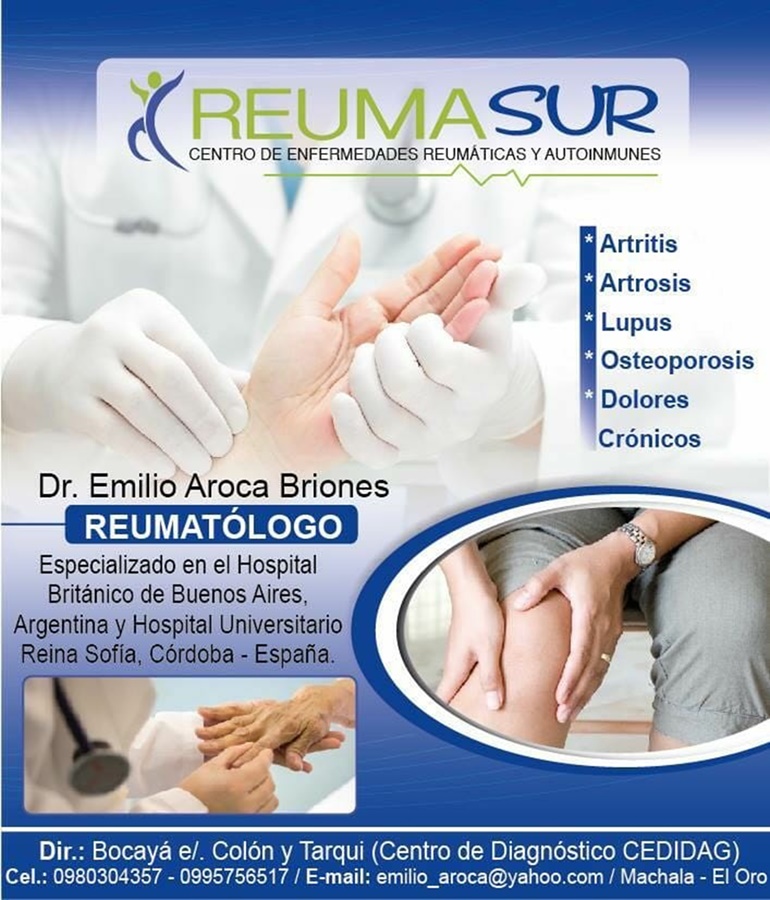 REUMASUR
CENTRO DE ENFERMEDADES REUMÁTICAS Y AUTOINMUNES
* Artritis
* Artrosis
* Lupus
* Osteoporosis
* Dolores
Crónicos
Dr. Emilio Aroca Briones
REUMATÓLOGO
Especializado en el Hospital
Británico de Buenos Aires,
Argentina y Hospital Universitario
Reina Sofía, Córdoba - España.
Dir.: Bocayá e/. Colón y Tarqui (Centro de Diagnóstico CEDIDAG)
Cel.: 0980304357 - 0995756517 / E-mail: emilio_aroca@yahoo.com / Machala - El Oro